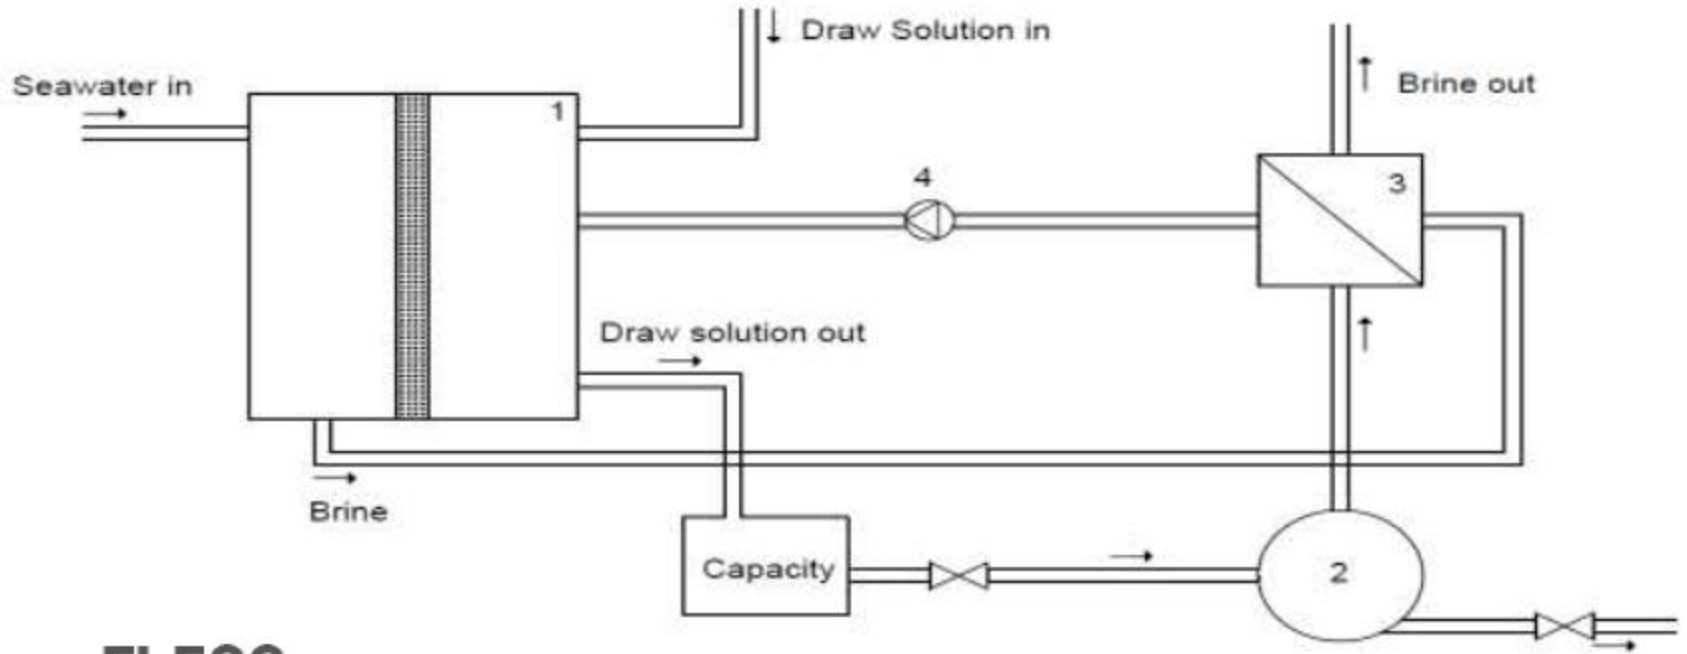 Draw Solution in
Seawater in
Brine out
1
4
3
Draw solution out
Brine
Capacity
2